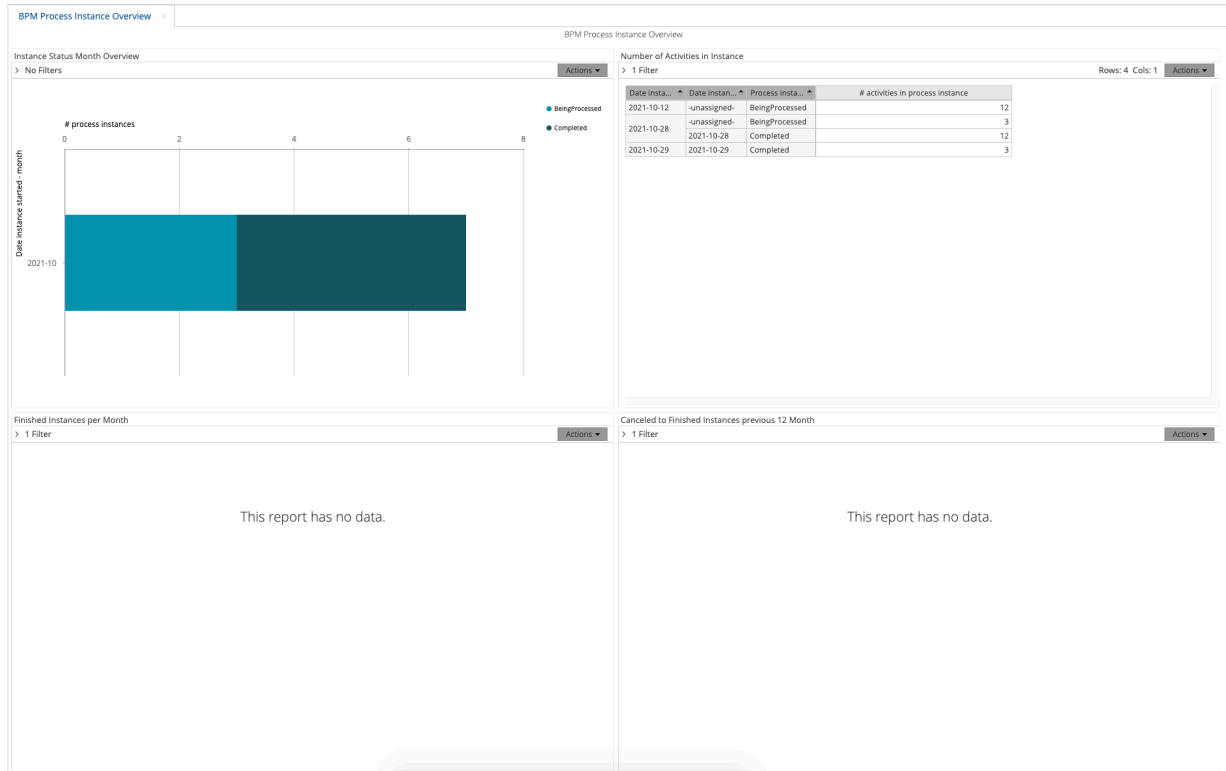 BPM Process Instance Overview ×
BPM Process Instance Overview
Instance Status Month Overview
> No Filters Actions
BeingProcessed
Completed
# process instances
0 2 4 6 8
Date instance started - month
2021-10
Number of Activities in Instance
> 1 Filter Rows: 4 Cols: 1 Actions
Date insta... Date instan... Process insta... # activities in process instance
2021-10-12 -unassigned- BeingProcessed 12
2021-10-28 -unassigned- BeingProcessed 3
2021-10-28 Completed 12
2021-10-29 2021-10-29 Completed 3
Finished Instances per Month
> 1 Filter Actions
This report has no data.
Canceled to Finished Instances previous 12 Month
> 1 Filter Actions
This report has no data.